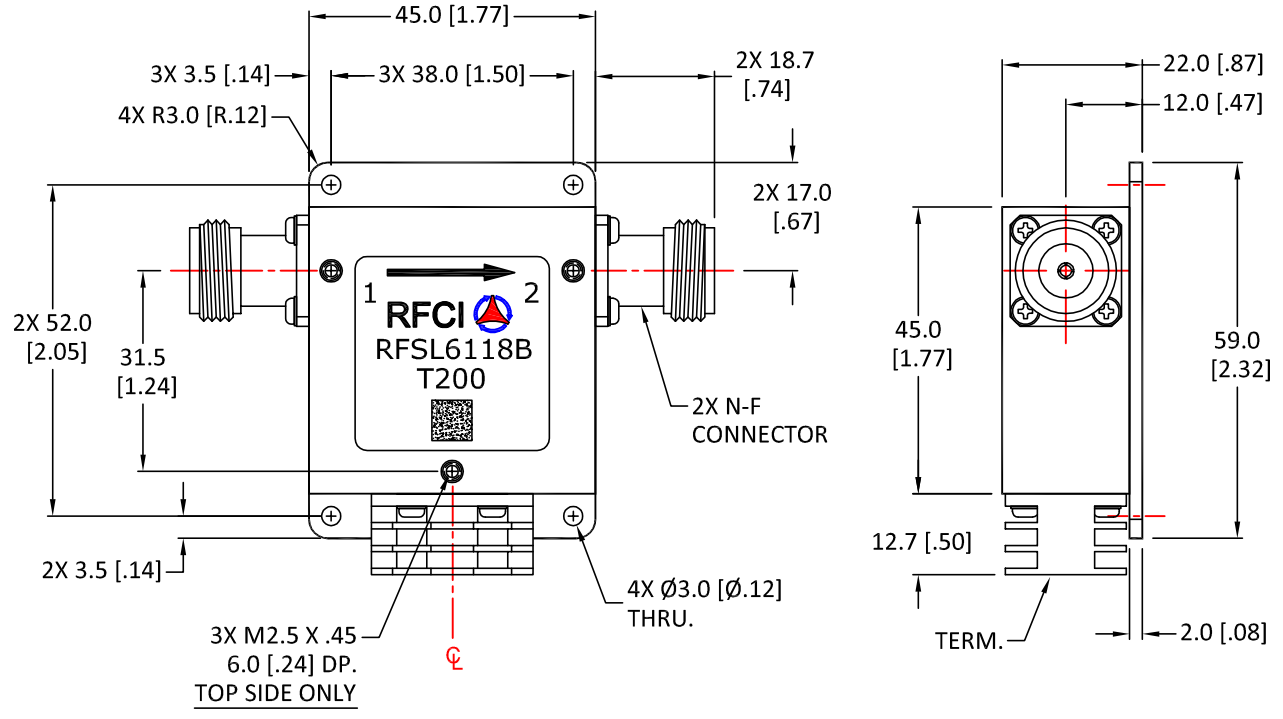 45.0 [1.77]
3X 3.5 [.14]
3X 38.0 [1.50]
2X 18.7
[.74]
4X R3.0 [R.12]
2X 17.0
[.67]
2X 52.0
[2.05]
31.5
[1.24]
1
2
RFCI
RFSL6118B
T200
2X N-F
CONNECTOR
2X 3.5 [.14]
4X Ø3.0 [Ø.12]
THRU.
3X M2.5 X .45
6.0 [.24] DP.
TOP SIDE ONLY
CL
22.0 [.87]
12.0 [.47]
45.0
[1.77]
59.0
[2.32]
12.7 [.50]
TERM.
2.0 [.08]